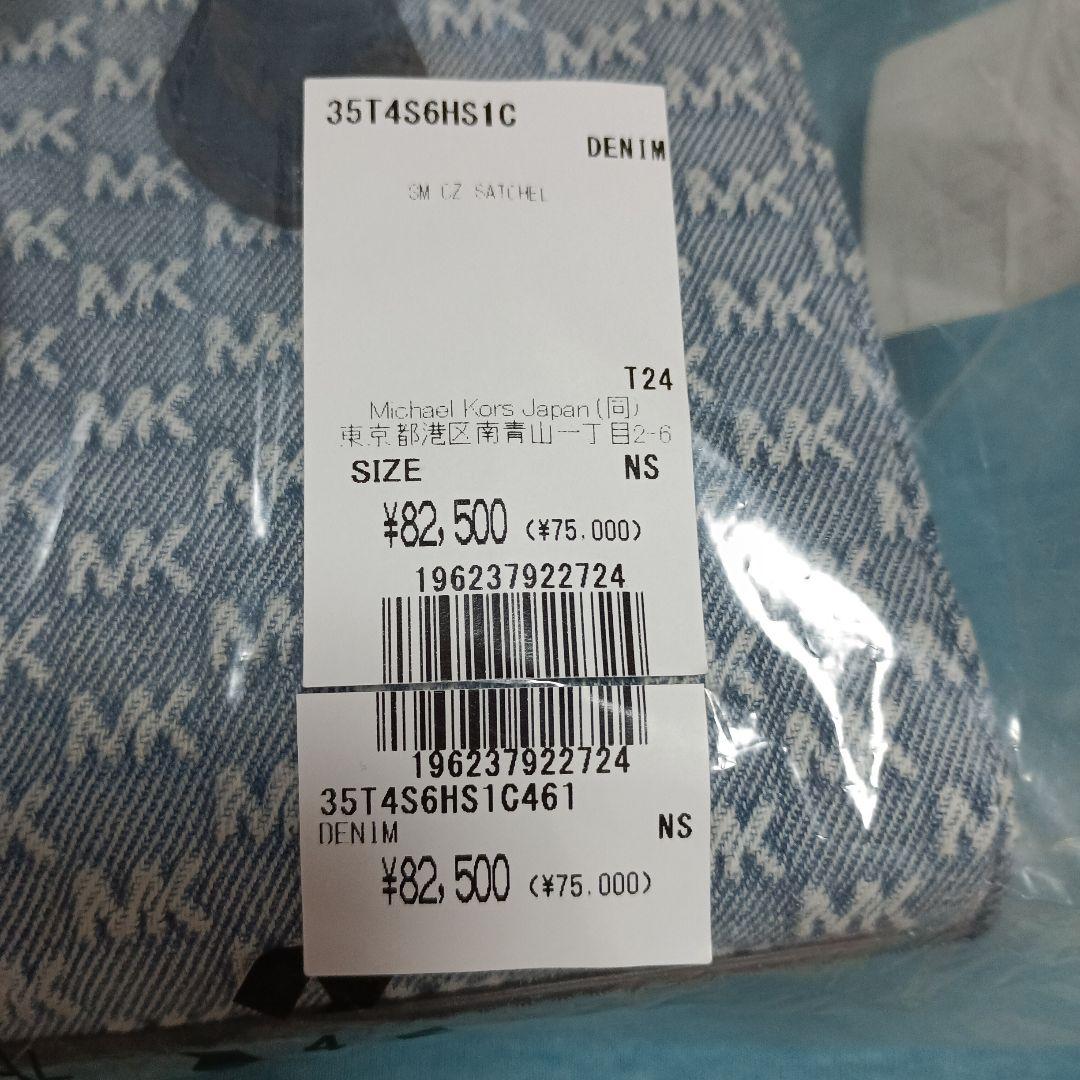 35T4S6HS1C
DENIM
SM CZ SATCHEL
T24
Michael Kors Japan(同)
東京都港区南青山一丁目2-6
SIZE NS
¥82,500 (¥75.000)
196237922724
196237922724
35T4S6HS1C461
DENIM NS
¥82,500 (¥75.000)
MK